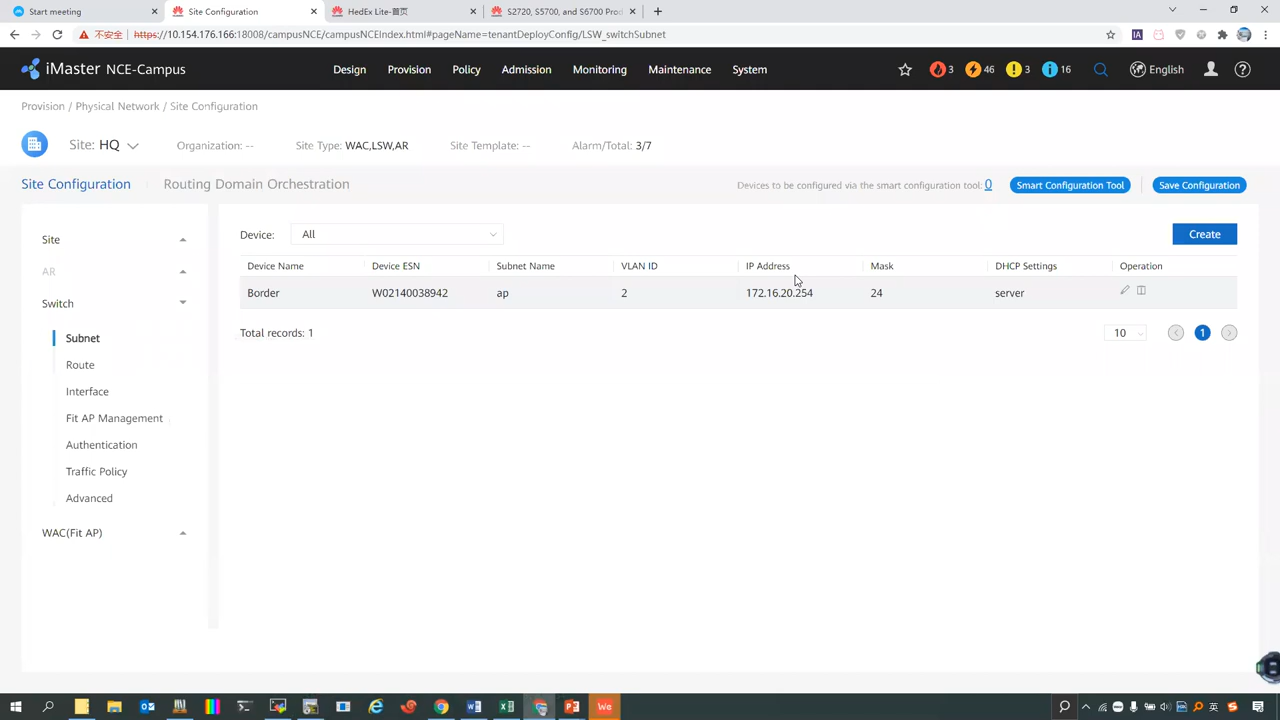 Start meeting
Site Configuration
HedEx Lite-首页
S2720, S5700, and S6700 Prod
不安全
https://10.154.176.166:18008/campusNCE/campusNCEIndex.html#pageName=tenantDeployConfig/LSW_switchSubnet
IA
iMaster NCE-Campus
Design
Provision
Policy
Admission
Monitoring
Maintenance
System
3
46
3
16
English
Provision / Physical Network / Site Configuration
Site: HQ
Organization: --
Site Type: WAC,LSW,AR
Site Template: --
Alarm/Total: 3/7
Site Configuration
Routing Domain Orchestration
Devices to be configured via the smart configuration tool: 0
Smart Configuration Tool
Save Configuration
Site
AR
Switch
Subnet
Route
Interface
Fit AP Management
Authentication
Traffic Policy
Advanced
WAC(Fit AP)
Device:
All
Create
Device Name Device ESN Subnet Name VLAN ID IP Address Mask DHCP Settings Operation
Border W02140038942 ap 2 172.16.20.254 24 server
Total records: 1
10
1
We
英